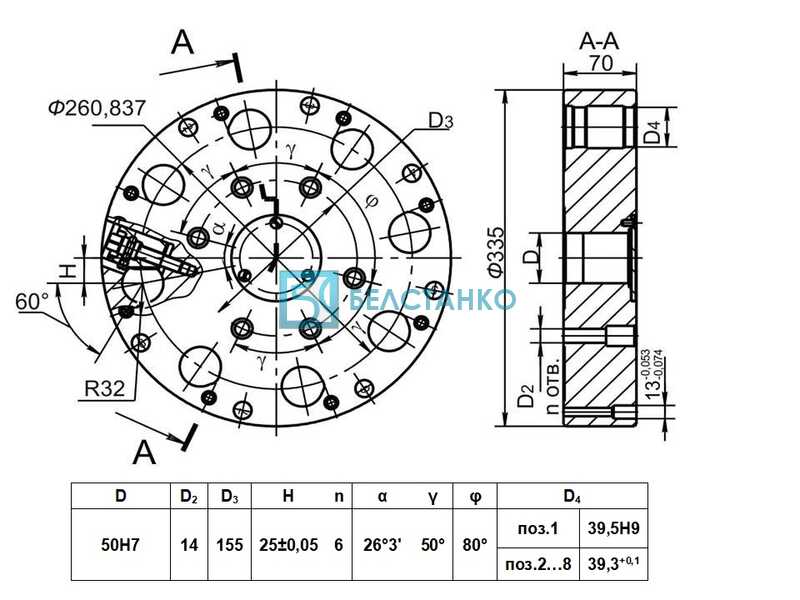 А
А-А
70
Ф260,837
D3
D4
γ
γ
φ
α
Ф335
D
H
60°
БЕЛСТАНКО
γ
γ
R32
D2
n отв.
13-0,053
-0,074
А
D D2 D3 H n α γ φ D4
50H7 14 155 25±0,05 6 26°3' 50° 80° поз.1 39,5H9
поз.2...8 39,3+0,1